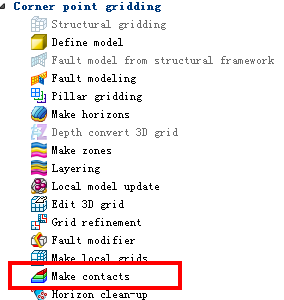 Corner point gridding
Structural gridding
Define model
Fault model from structural framework
Fault modeling
Pillar gridding
Make horizons
Depth convert 3D grid
Make zones
Layering
Local model update
Edit 3D grid
Grid refinement
Fault modifier
Make local grids
Make contacts
Horizon clean-up